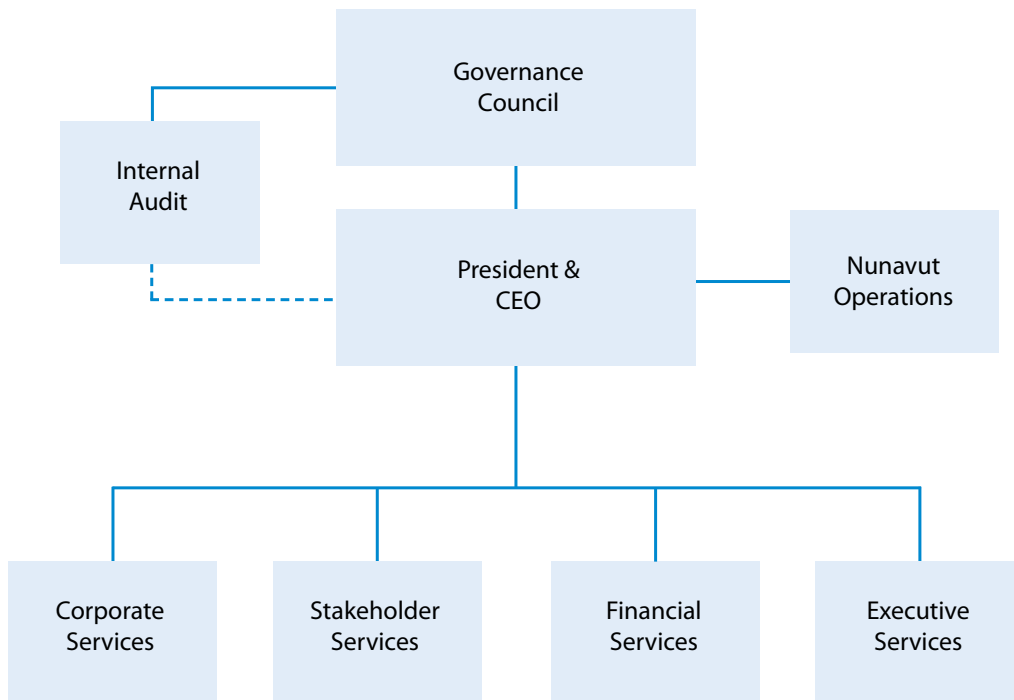 Governance
Council
Internal
Audit
President &
CEO
Nunavut
Operations
Corporate
Services
Stakeholder
Services
Financial
Services
Executive
Services